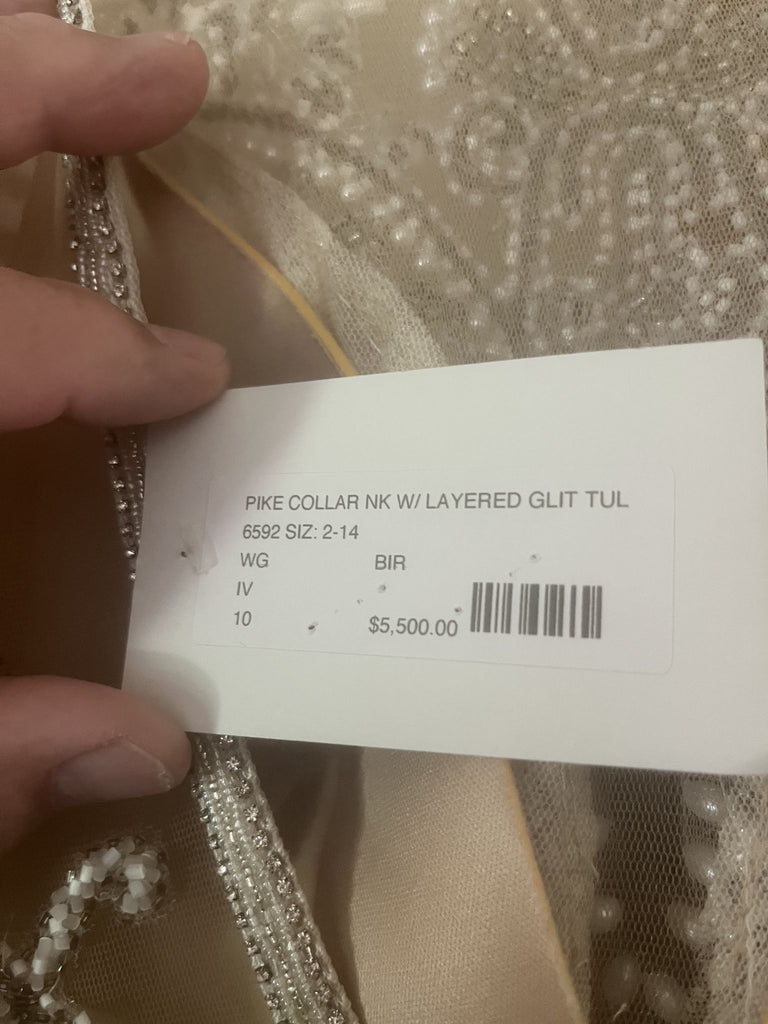 PIKE COLLAR NK W/ LAYERED GLIT TUL
6592 SIZ: 2-14
WG BIR
IV
10 $5,500.00